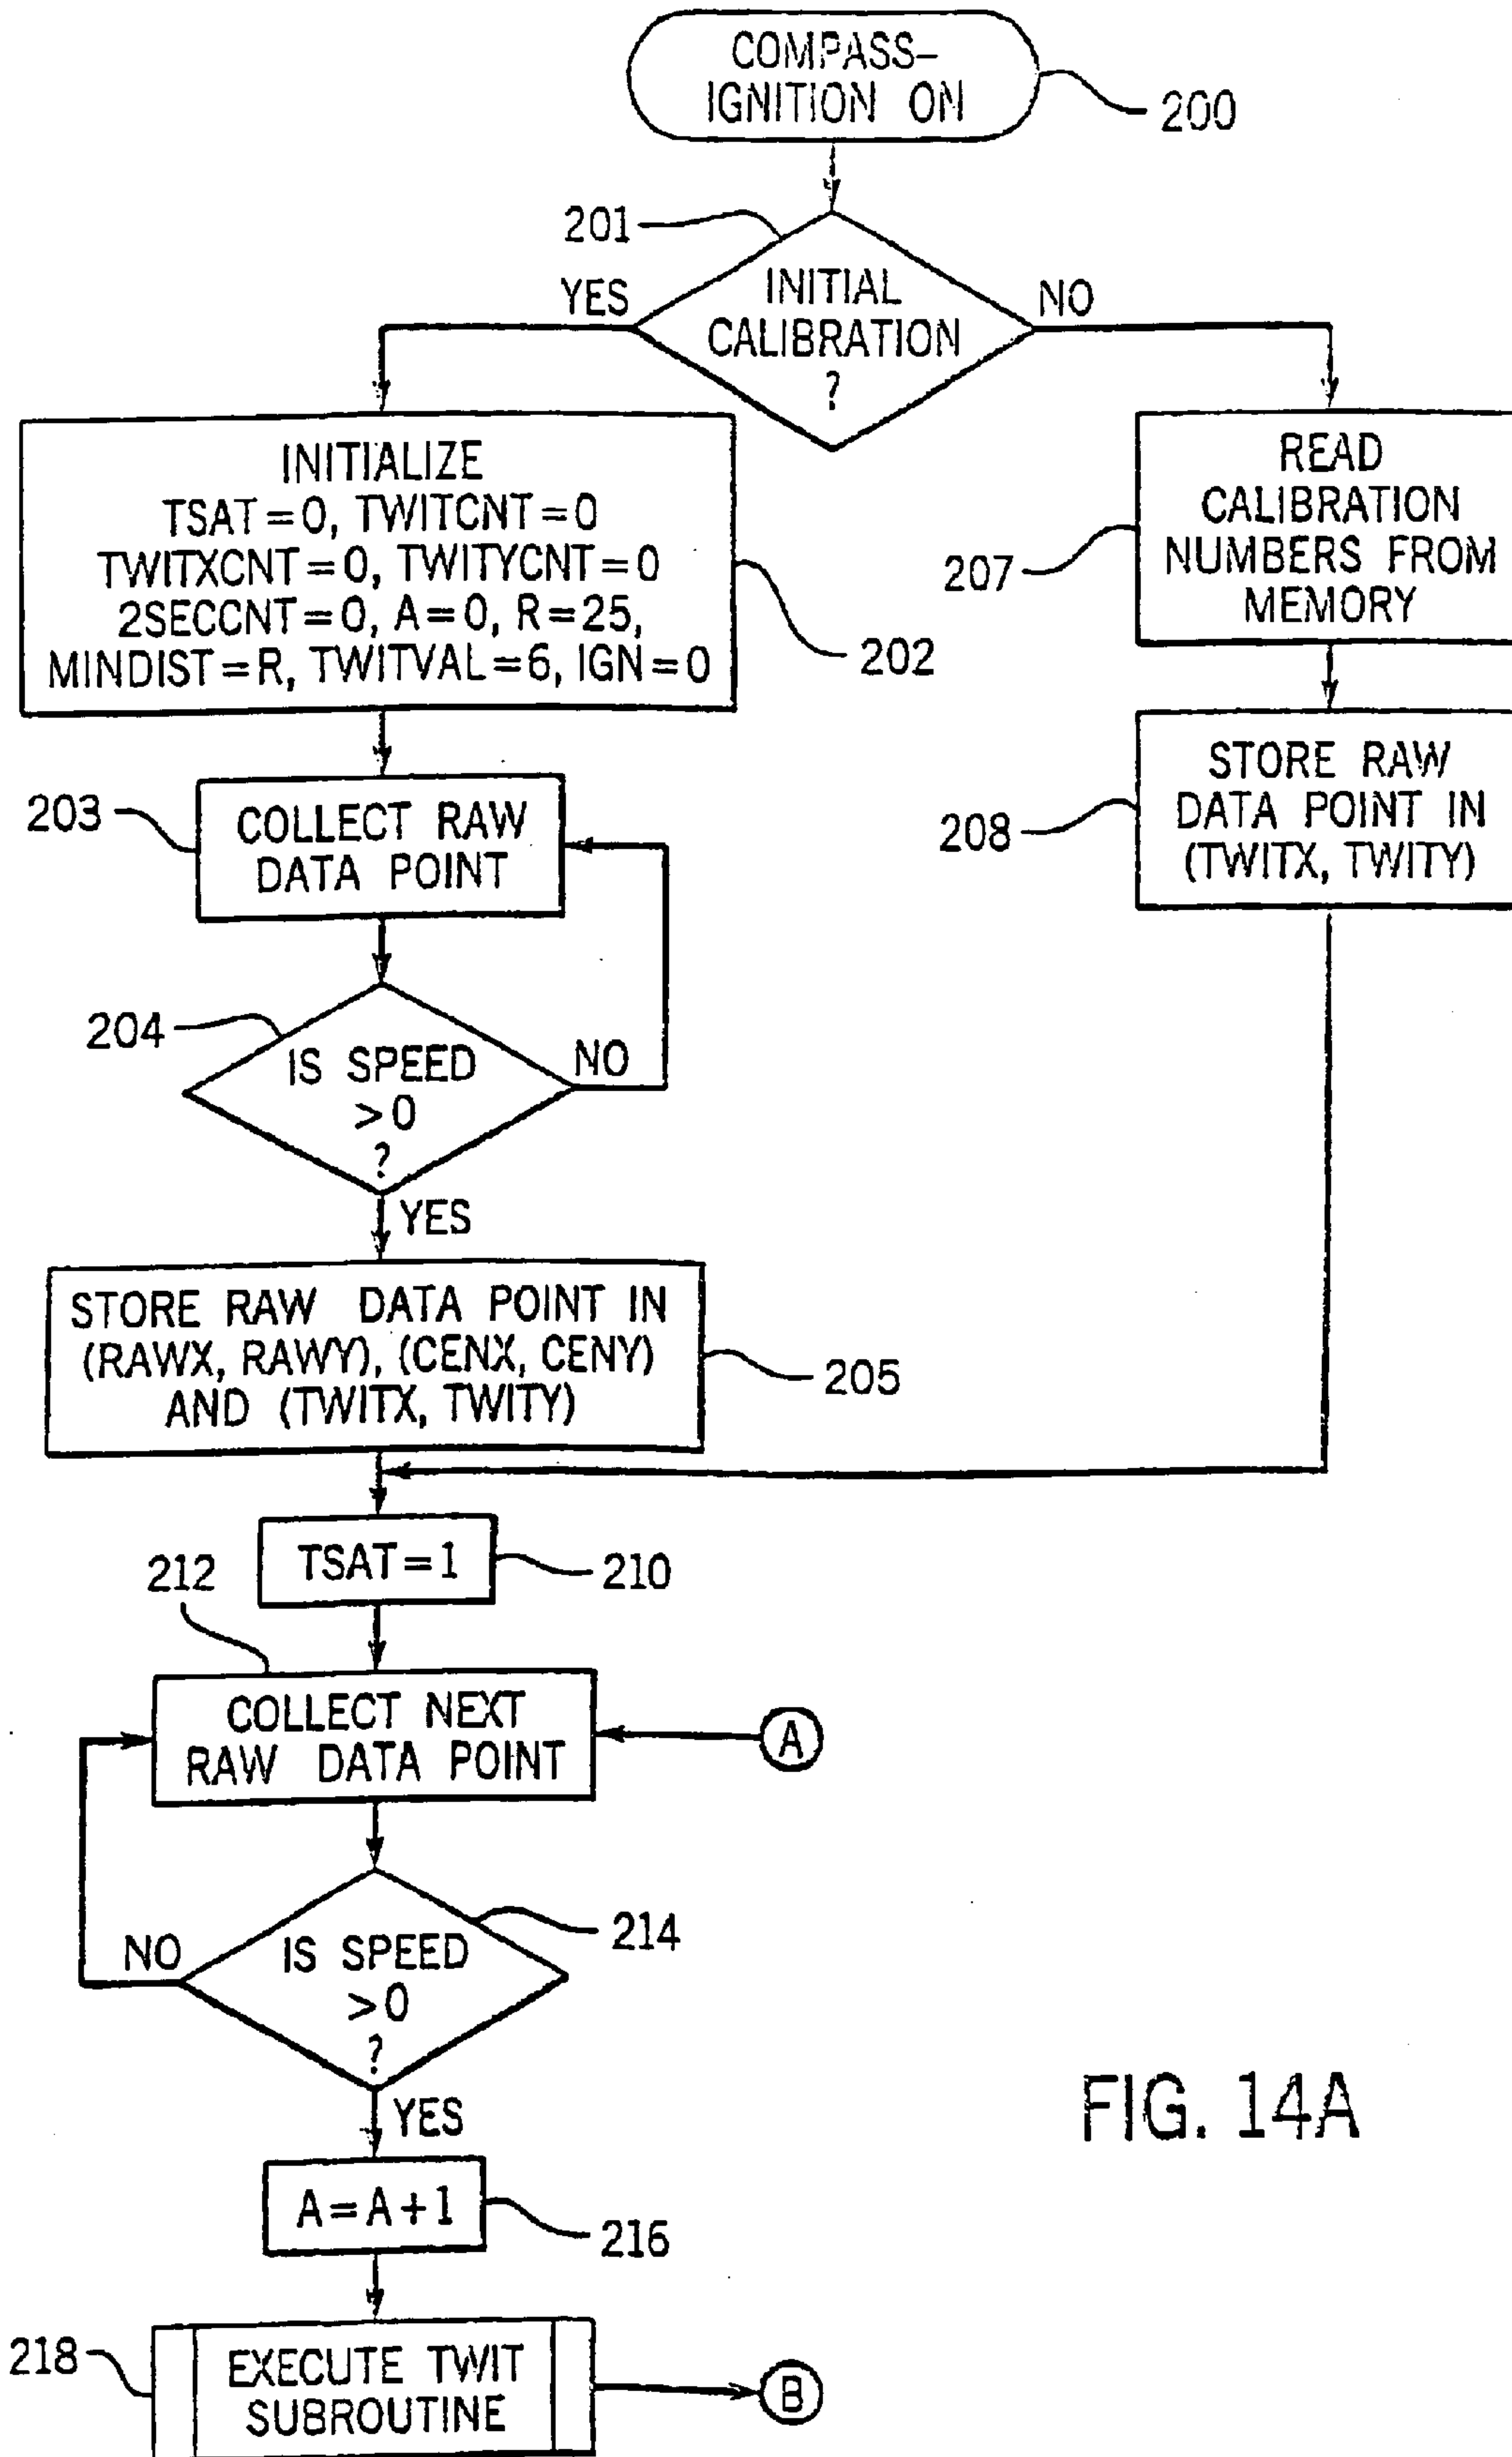 COMPASS-
IGNITION ON
200
201
INITIAL
CALIBRATION
?
YES
NO
INITIALIZE
TSAT=0, TWITCNT=0
TWITXCNT=0, TWITYCNT=0
2SECCNT=0, A=0, R=25,
MINDIST=R, TWITVAL=6, IGN=0
202
READ
CALIBRATION
NUMBERS FROM
MEMORY
207
203
COLLECT RAW
DATA POINT
STORE RAW
DATA POINT IN
(TWITX, TWITY)
208
204
IS SPEED
>0
?
NO
YES
STORE RAW DATA POINT IN
(RAWX, RAWY), (CENX, CENY)
AND (TWITX, TWITY)
205
TSAT=1
210
212
COLLECT NEXT
RAW DATA POINT
A
214
IS SPEED
>0
?
NO
YES
A=A+1
216
218
EXECUTE TWIT
SUBROUTINE
B
FIG. 14A